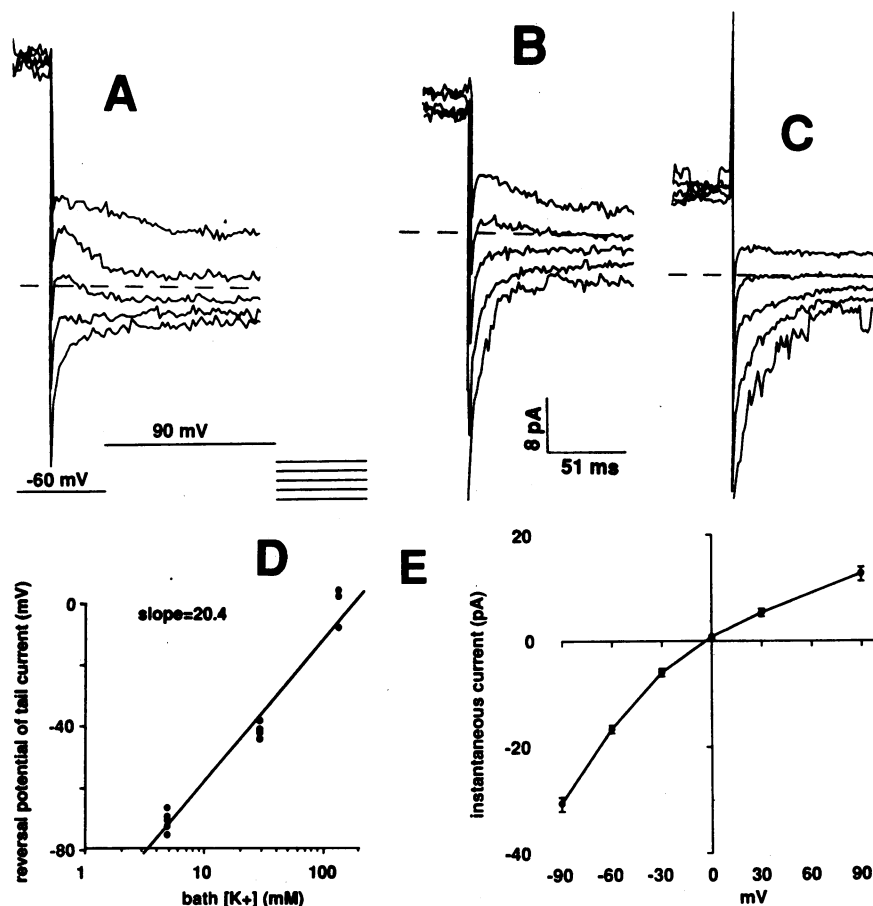 A
B
C
90 mV
-60 mV
8 pA
51 ms
D
reversal potential of tail current (mV)
slope=20.4
0
-40
-80
1
10
100
bath [K+] (mM)
E
instantaneous current (pA)
20
0
-20
-40
-90
-60
-30
0
30
60
90
mV